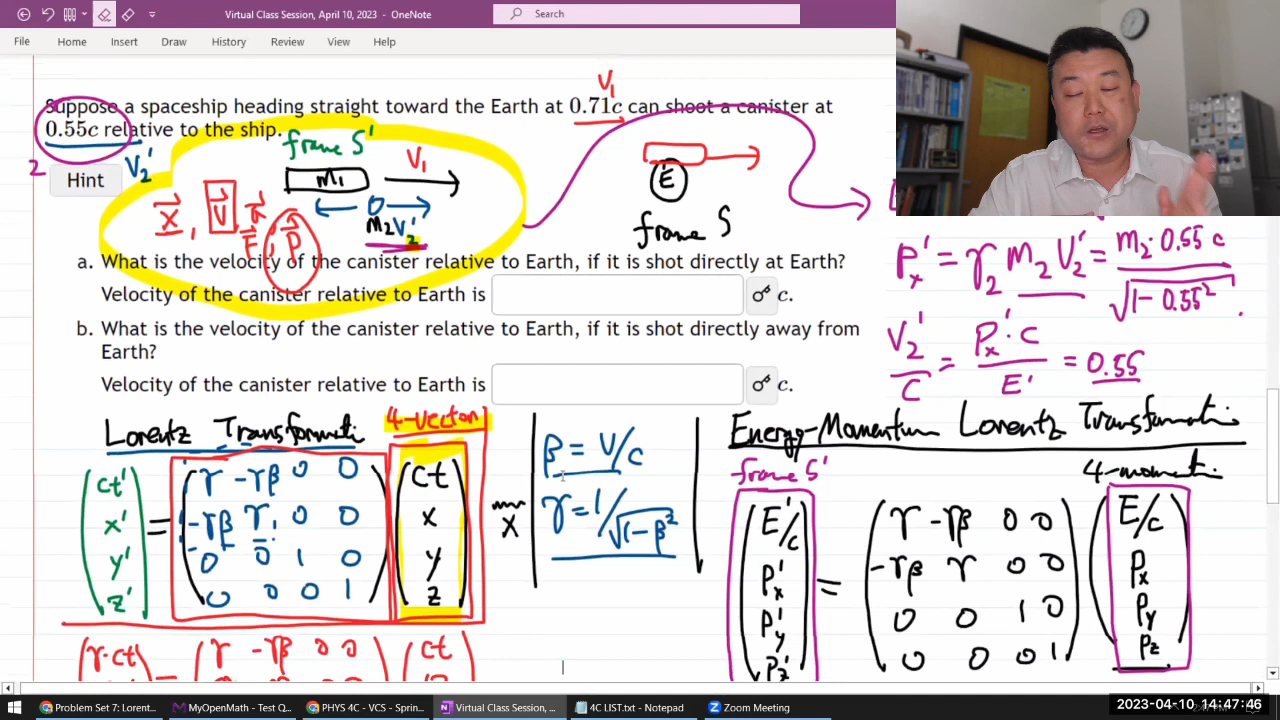 Virtual Class Session, April 10, 2023 - OneNote
Search
File Home Insert Draw History Review View Help
V₁
Suppose a spaceship heading straight toward the Earth at 0.71c can shoot a canister at
0.55c relative to the ship.
2
V₂'
Hint
frame S'
M₁
V₁
M₂V₂'
X, V
P
E
frame S
a. What is the velocity of the canister relative to Earth, if it is shot directly at Earth?
Velocity of the canister relative to Earth is
c.
b. What is the velocity of the canister relative to Earth, if it is shot directly away from
Earth?
Velocity of the canister relative to Earth is
c.
Pₓ' = γ₂ M₂ V₂' = M₂·0.55c / √(1-0.55²)
V₂'/C = Pₓ'·C / E' = 0.55
Lorentz Transformati
4-vector
(ct' x' y' z') = (γ -γβ 0 0
-γβ γ 0 0
0 0 1 0
0 0 0 1) (ct x y z)
X
β = V/c
γ = 1/√(1-β²)
Energy-Momentum Lorentz Transformation
frame S'
4-momentu
(E'/c Pₓ' Py' Pz') = (γ -γβ 0 0
-γβ γ 0 0
0 0 1 0
0 0 0 1) (E/c Pₓ Py Pz)
(γ·ct = (γ -γβ 0 0 (ct
Problem Set 7: Lorent...
MyOpenMath - Test Q...
PHYS 4C - VCS - Sprin...
Virtual Class Session,...
4C LIST.txt - Notepad
Zoom Meeting
2023-04-10 14:47:46